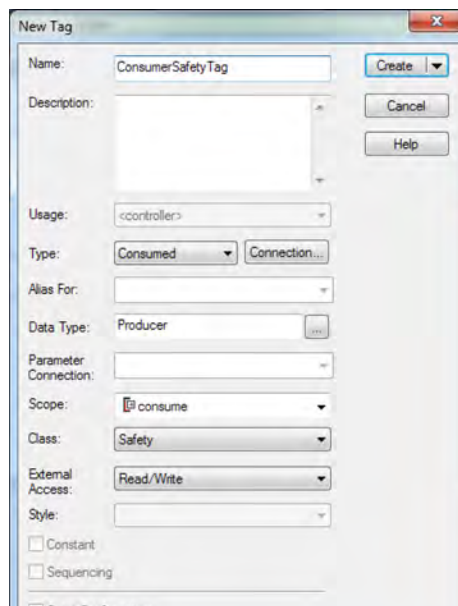 New Tag
Name: ConsumerSafetyTag Create
Description: Cancel
Help
Usage: <controller>
Type: Consumed Connection...
Alias For:
Data Type: Producer ...
Parameter
Connection:
Scope: consume
Class: Safety
External
Access: Read/Write
Style:
Constant
Sequencing